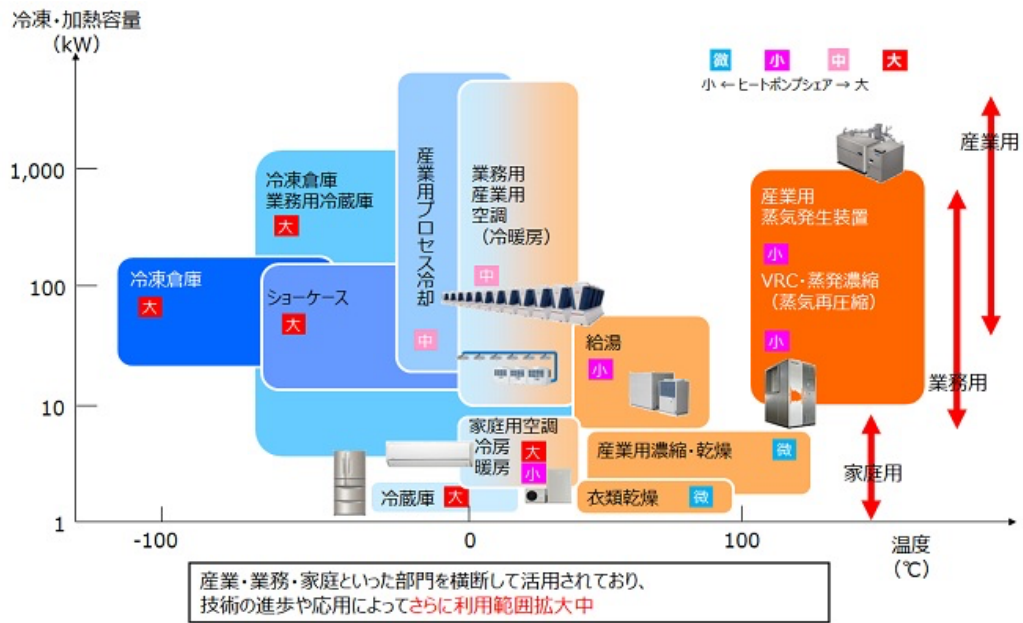 冷凍・加熱容量
(kW)
微 小 中 大
小 ← ヒートポンプシェア → 大
1,000
100
10
1
-100
0
100
温度
(℃)
冷凍倉庫
大
冷凍倉庫
業務用冷蔵庫
大
ショーケース
大
産業用プロセス冷却
中
業務用
産業用
空調
（冷暖房）
中
給湯
小
家庭用空調
冷房 大
暖房 小
冷蔵庫 大
産業用濃縮・乾燥 微
衣類乾燥 微
産業用
蒸気発生装置
小
VRC・蒸発濃縮
（蒸気再圧縮）
小
産業用
業務用
家庭用
産業・業務・家庭といった部門を横断して活用されており、
技術の進歩や応用によってさらに利用範囲拡大中